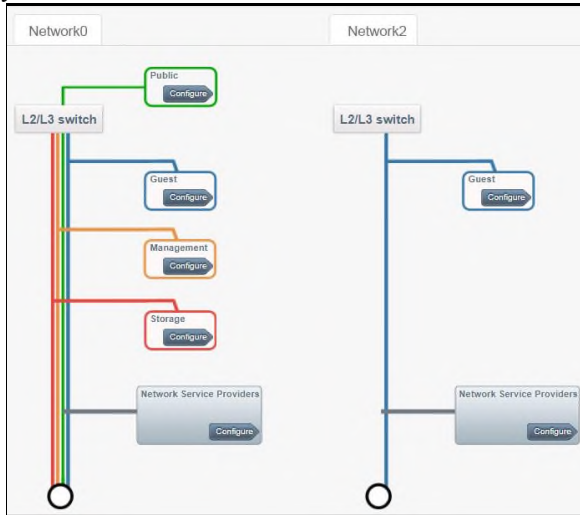 Network0
Network2
Public
Configure
L2/L3 switch
L2/L3 switch
Guest
Configure
Guest
Configure
Management
Configure
Storage
Configure
Network Service Providers
Configure
Network Service Providers
Configure